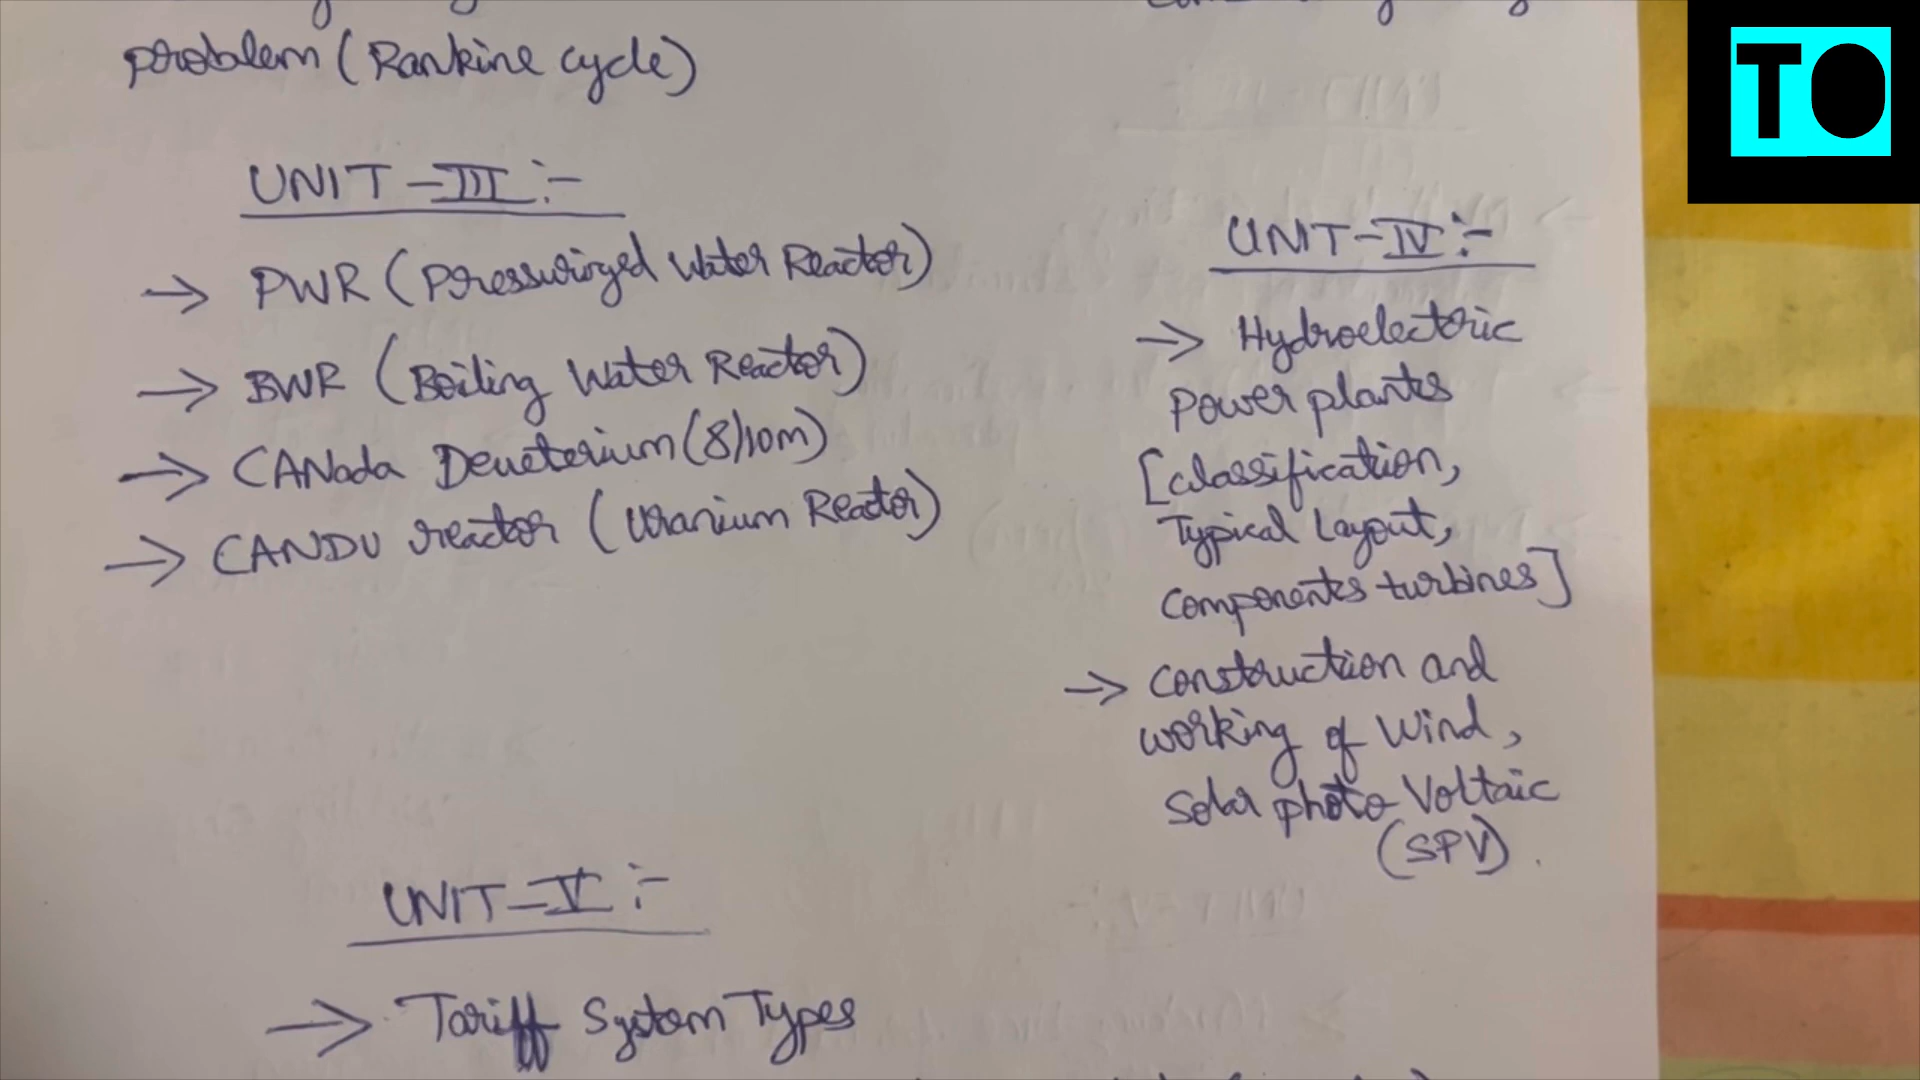 problem (Rankine cycle)
UNIT-III :-
→ PWR (Pressurized Water Reactor)
→ BWR (Boiling Water Reactor)
→ CANada Deuterium (8/10m)
→ CANDU reactor (Uranium Reactor)
UNIT-IV :-
→ Hydroelectric
Power plants
[classification,
Typical Layout,
Components turbines]
→ Construction and
working of Wind,
Solar photo Voltaic
(SPV).
UNIT-V :-
→ Tariff System Types
TO